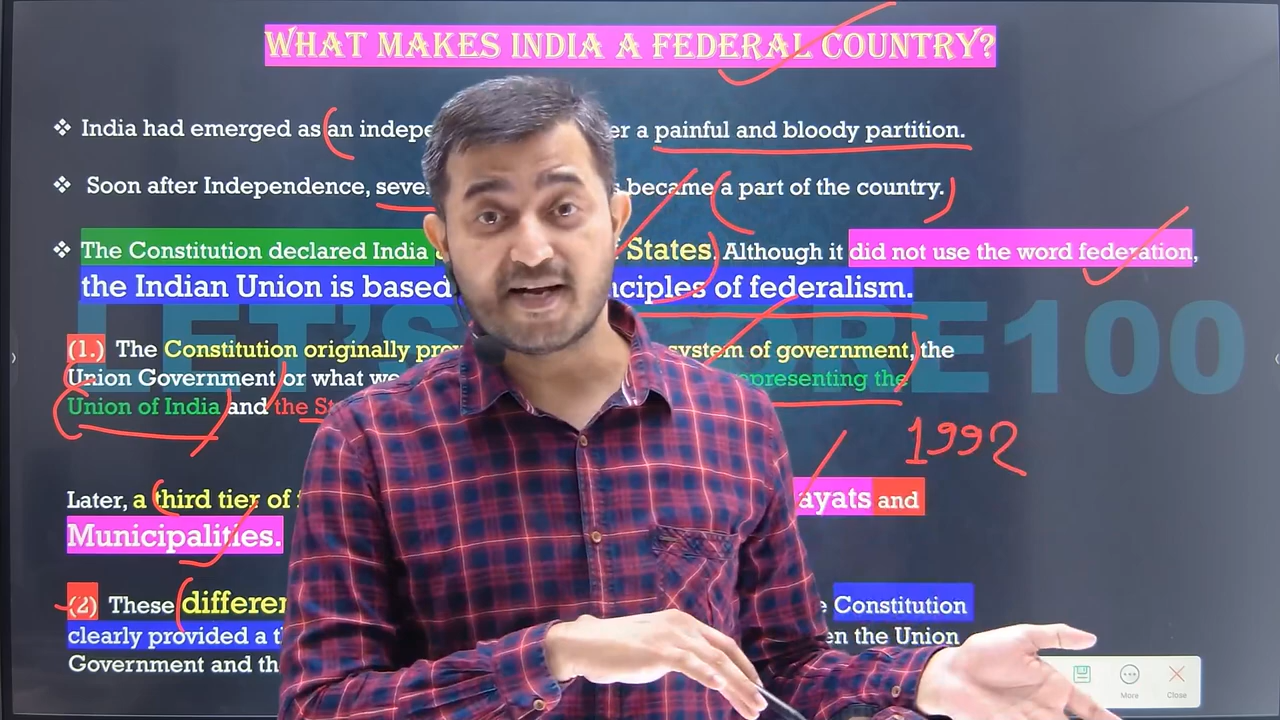 WHAT MAKES INDIA A FEDERAL COUNTRY?
❖ India had emerged as an indepe er a painful and bloody partition.
❖ Soon after Independence, seve s became a part of the country.
❖ The Constitution declared India States. Although it did not use the word federation,
the Indian Union is based nciples of federalism.
LET'S ORE100
(1.) The Constitution originally pro system of government, the
Union Government or what we epresenting the
Union of India and the St
1992
Later, a third tier of f ayats and
Municipalities.
(2) These differen Constitution
clearly provided a t en the Union
Government and th
More
Close